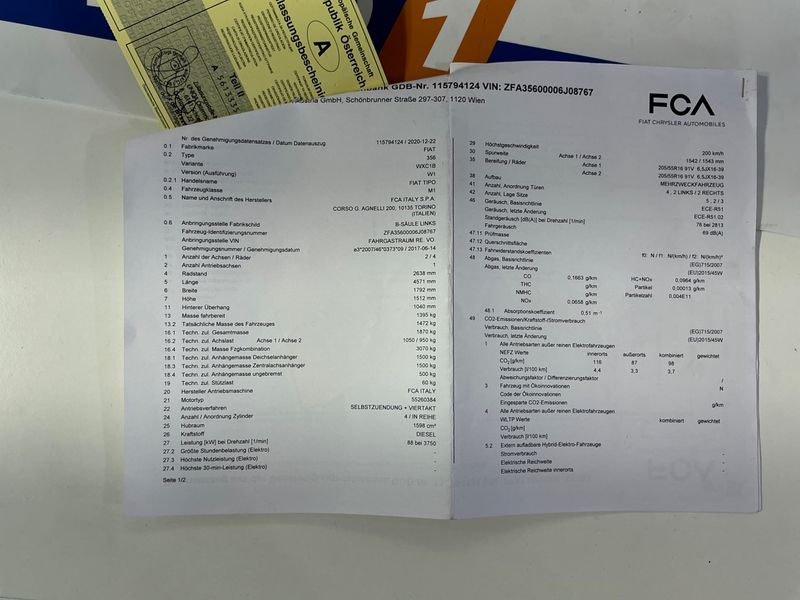 Europäische Gemeinschaft
Republik Österreich
A
Zulassungsbescheinigung
Teil II
GDB-Nr. 115794124 VIN: ZFA35600006J08767
GmbH, Schönbrunner Straße 297-307, 1120 Wien
FCA
FIAT CHRYSLER AUTOMOBILES
Nr des Genehmigungsdatensatzes / Datum Datenauszug 115794124 / 2020-12-22
0.1 Fabrikmarke FIAT
0.2 Type 356
Variante WXC1B
Version (Ausführung) W1
0.2.1 Handelsname FIAT TIPO
0.4 Fahrzeugklasse M1
0.5 Name und Anschrift des Herstellers FCA ITALY S.P.A.
CORSO G. AGNELLI 200, 10135 TORINO
(ITALIEN)
0.6 Anbringungsstelle Fabrikschild B-SÄULE LINKS
Fahrzeug-Identifizierungsnummer ZFA35600006J08767
Anbringungsstelle VIN FAHRGASTRAUM RE. VO.
Genehmigungsnummer / Genehmigungsdatum e3*2007/46*0373*09 / 2017-06-14
1 Anzahl der Achsen / Räder 2 / 4
2 Anzahl Antriebsachsen 1
4 Radstand 2638 mm
5 Länge 4571 mm
6 Breite 1792 mm
7 Höhe 1512 mm
11 Hinterer Überhang 1040 mm
13 Masse fahrbereit 1395 kg
13.2 Tatsächliche Masse des Fahrzeuges 1472 kg
16.1 Techn. zul. Gesamtmasse 1870 kg
16.2 Techn. zul. Achslast Achse 1 / Achse 2 1050 / 950 kg
16.4 Techn. zul. Masse Fzgkombination 3070 kg
18.1 Techn. zul. Anhängemasse Deichselanhänger 1500 kg
18.3 Techn. zul. Anhängemasse Zentralachsanhänger 1500 kg
18.4 Techn. zul. Anhängemasse ungebremst 500 kg
19 Techn. zul. Stützlast 60 kg
20 Hersteller Antriebsmaschine FCA ITALY
21 Motortyp 55260384
22 Antriebsverfahren SELBSTZUENDUNG + VIERTAKT
24 Anzahl / Anordnung Zylinder 4 / IN REIHE
25 Hubraum 1598 cm³
26 Kraftstoff DIESEL
27 Leistung [kW] bei Drehzahl [1/min] 88 bei 3750
27.2 Größte Stundenbelastung (Elektro) -
27.3 Höchste Nutzleistung (Elektro) -
27.4 Höchste 30-min-Leistung (Elektro) -
Seite 1/2
29 Höchstgeschwindigkeit 200 km/h
30 Spurweite Achse 1 / Achse 2 1542 / 1543 mm
35 Bereifung / Räder Achse 1 205/55R16 91V 6,5JX16-39
Achse 2 205/55R16 91V 6,5JX16-39
38 Aufbau MEHRZWECKFAHRZEUG
41 Anzahl, Anordnung Türen 4 , 2 LINKS / 2 RECHTS
42 Anzahl, Lage Sitze 5 , 2 / 3
46 Geräusch, Basisrichtlinie ECE-R51
Geräusch, letzte Änderung ECE-R51.02
Standgeräusch [dB(A)] bei Drehzahl [1/min] 76 bei 2813
Fahrgeräusch 69 dB(A)
47.11 Prüfmasse
47.12 Querschnittsfläche
47.13 Fahrwiderstandskoeffizienten f0: N / f1: N/(km/h) / f2: N/(km/h)²
48 Abgas, Basisrichtlinie (EG)715/2007
Abgas, letzte Änderung (EU)2015/45W
CO 0,1663 g/km HC+NOx 0,0964 g/km
THC g/km Partikel 0,00013 g/km
NMHC g/km Partikelzahl 0,004E11
NOx 0,0658 g/km
48.1 Absorptionskoeffizient 0,51 m⁻¹
49 CO2-Emissionen/Kraftstoff-/Stromverbrauch
Verbrauch, Basisrichtlinie (EG)715/2007
Verbrauch, letzte Änderung (EU)2015/45W
1 Alle Antriebsarten außer reinen Elektrofahrzeugen
NEFZ Werte innerorts außerorts kombiniert gewichtet
CO₂ [g/km] 116 87 98
Verbrauch [l/100 km] 4,4 3,3 3,7
Abweichungsfaktor / Differenzierungsfaktor /
3 Fahrzeug mit Ökoinnovationen N
Code der Ökoinnovationen
Eingesparte CO2-Emissionen g/km
4 Alle Antriebsarten außer reinen Elektrofahrzeugen
WLTP Werte kombiniert gewichtet
CO₂ [g/km]
Verbrauch [l/100 km]
5.2 Extern aufladbare Hybrid-Elektro-Fahrzeuge
Stromverbrauch -
Elektrische Reichweite -
Elektrische Reichweite innerorts -